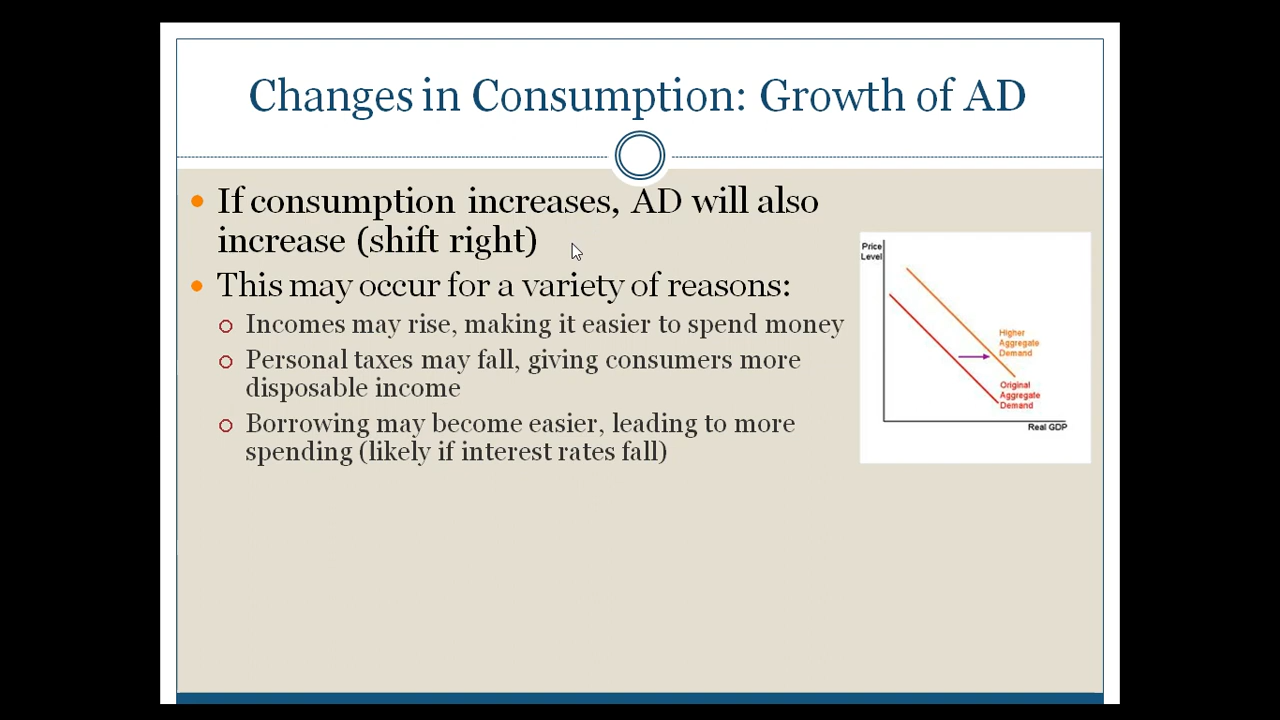 Changes in Consumption: Growth of AD
If consumption increases, AD will also
increase (shift right)
This may occur for a variety of reasons:
Incomes may rise, making it easier to spend money
Personal taxes may fall, giving consumers more
disposable income
Borrowing may become easier, leading to more
spending (likely if interest rates fall)
Price
Level
Higher
Aggregate
Demand
Original
Aggregate
Demand
Real GDP